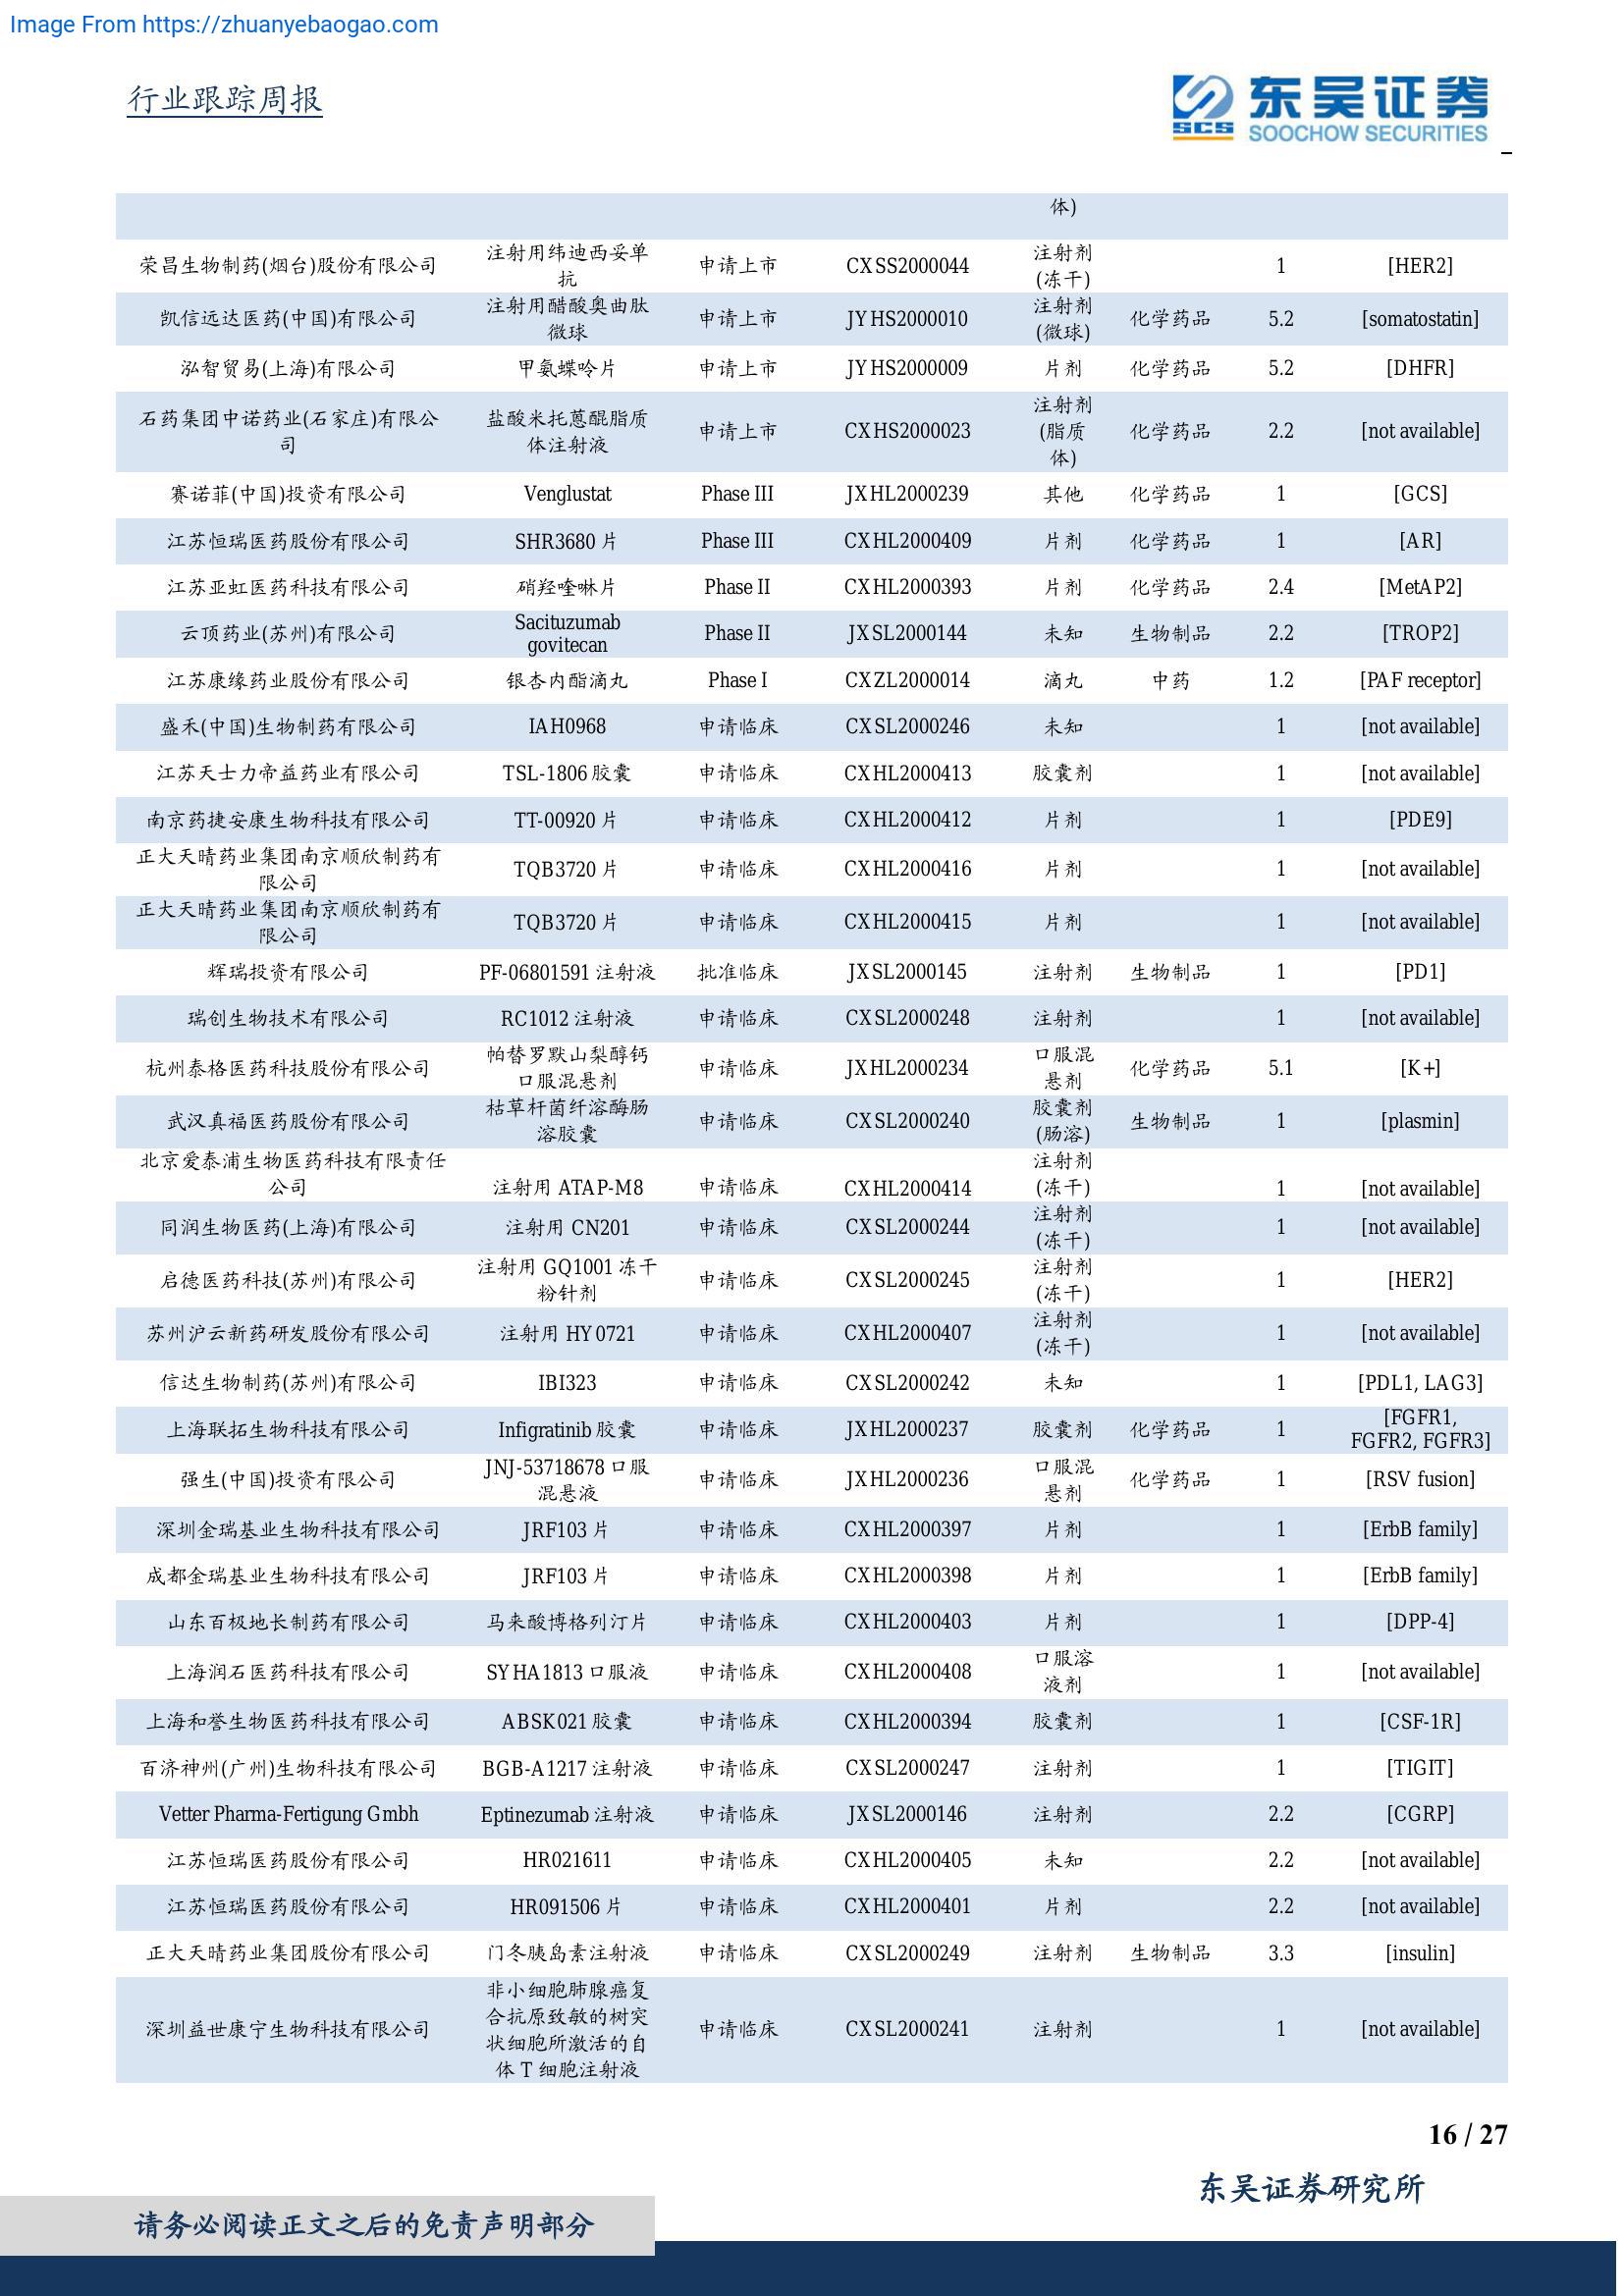 Image From https://zhuanyebaogao.com
行业跟踪周报
东吴证券
SCS SOOCHOW SECURITIES
体)
荣昌生物制药(烟台)股份有限公司 注射用纬迪西妥单抗 申请上市 CXSS2000044 注射剂(冻干) 1 [HER2]
凯信远达医药(中国)有限公司 注射用醋酸奥曲肽微球 申请上市 JYHS2000010 注射剂(微球) 化学药品 5.2 [somatostatin]
泓智贸易(上海)有限公司 甲氨蝶呤片 申请上市 JYHS2000009 片剂 化学药品 5.2 [DHFR]
石药集团中诺药业(石家庄)有限公司 盐酸米托蒽醌脂质体注射液 申请上市 CXHS2000023 注射剂(脂质体) 化学药品 2.2 [not available]
赛诺菲(中国)投资有限公司 Venglustat Phase III JXHL2000239 其他 化学药品 1 [GCS]
江苏恒瑞医药股份有限公司 SHR3680 片 Phase III CXHL2000409 片剂 化学药品 1 [AR]
江苏亚虹医药科技有限公司 硝羟喹啉片 Phase II CXHL2000393 片剂 化学药品 2.4 [MetAP2]
云顶药业(苏州)有限公司 Sacituzumab govitecan Phase II JXSL2000144 未知 生物制品 2.2 [TROP2]
江苏康缘药业股份有限公司 银杏内酯滴丸 Phase I CXZL2000014 滴丸 中药 1.2 [PAF receptor]
盛禾(中国)生物制药有限公司 IAH0968 申请临床 CXSL2000246 未知 1 [not available]
江苏天士力帝益药业有限公司 TSL-1806 胶囊 申请临床 CXHL2000413 胶囊剂 1 [not available]
南京药捷安康生物科技有限公司 TT-00920 片 申请临床 CXHL2000412 片剂 1 [PDE9]
正大天晴药业集团南京顺欣制药有限公司 TQB3720 片 申请临床 CXHL2000416 片剂 1 [not available]
正大天晴药业集团南京顺欣制药有限公司 TQB3720 片 申请临床 CXHL2000415 片剂 1 [not available]
辉瑞投资有限公司 PF-06801591 注射液 批准临床 JXSL2000145 注射剂 生物制品 1 [PD1]
瑞创生物技术有限公司 RC1012 注射液 申请临床 CXSL2000248 注射剂 1 [not available]
杭州泰格医药科技股份有限公司 帕替罗默山梨醇钙口服混悬剂 申请临床 JXHL2000234 口服混悬剂 化学药品 5.1 [K+]
武汉真福医药股份有限公司 枯草杆菌纤溶酶肠溶胶囊 申请临床 CXSL2000240 胶囊剂(肠溶) 生物制品 1 [plasmin]
北京爱泰浦生物医药科技有限责任公司 注射用 ATAP-M8 申请临床 CXHL2000414 注射剂(冻干) 1 [not available]
同润生物医药(上海)有限公司 注射用 CN201 申请临床 CXSL2000244 注射剂(冻干) 1 [not available]
启德医药科技(苏州)有限公司 注射用 GQ1001 冻干粉针剂 申请临床 CXSL2000245 注射剂(冻干) 1 [HER2]
苏州沪云新药研发股份有限公司 注射用 HY0721 申请临床 CXHL2000407 注射剂(冻干) 1 [not available]
信达生物制药(苏州)有限公司 IBI323 申请临床 CXSL2000242 未知 1 [PDL1, LAG3]
上海联拓生物科技有限公司 Infigratinib 胶囊 申请临床 JXHL2000237 胶囊剂 化学药品 1 [FGFR1, FGFR2, FGFR3]
强生(中国)投资有限公司 JNJ-53718678 口服混悬液 申请临床 JXHL2000236 口服混悬剂 化学药品 1 [RSV fusion]
深圳金瑞基业生物科技有限公司 JRF103 片 申请临床 CXHL2000397 片剂 1 [ErbB family]
成都金瑞基业生物科技有限公司 JRF103 片 申请临床 CXHL2000398 片剂 1 [ErbB family]
山东百极地长制药有限公司 马来酸博格列汀片 申请临床 CXHL2000403 片剂 1 [DPP-4]
上海润石医药科技有限公司 SYHA1813 口服液 申请临床 CXHL2000408 口服溶液剂 1 [not available]
上海和誉生物医药科技有限公司 ABSK021 胶囊 申请临床 CXHL2000394 胶囊剂 1 [CSF-1R]
百济神州(广州)生物科技有限公司 BGB-A1217 注射液 申请临床 CXSL2000247 注射剂 1 [TIGIT]
Vetter Pharma-Fertigung Gmbh Eptinezumab 注射液 申请临床 JXSL2000146 注射剂 2.2 [CGRP]
江苏恒瑞医药股份有限公司 HR021611 申请临床 CXHL2000405 未知 2.2 [not available]
江苏恒瑞医药股份有限公司 HR091506 片 申请临床 CXHL2000401 片剂 2.2 [not available]
正大天晴药业集团股份有限公司 门冬胰岛素注射液 申请临床 CXSL2000249 注射剂 生物制品 3.3 [insulin]
深圳益世康宁生物科技有限公司 非小细胞肺腺癌复合抗原致敏的树突状细胞所激活的自体 T 细胞注射液 申请临床 CXSL2000241 注射剂 1 [not available]
16 / 27
东吴证券研究所
请务必阅读正文之后的免责声明部分